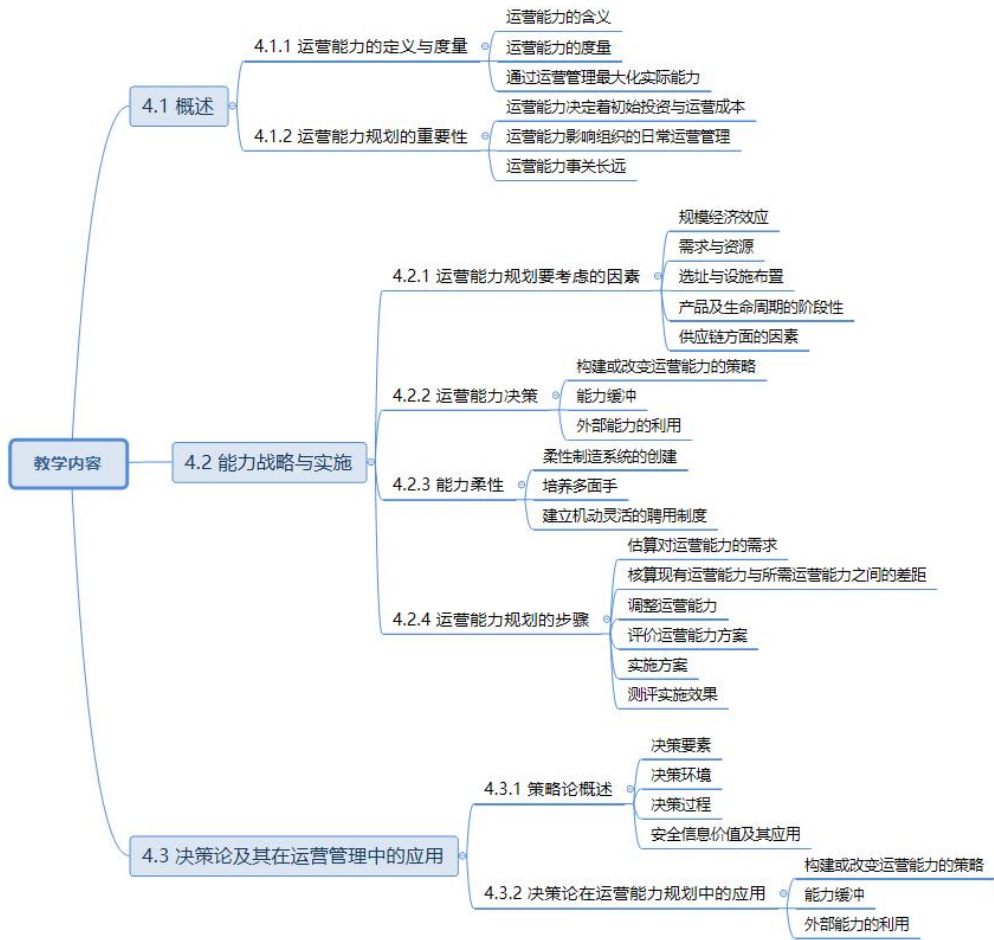 教学内容
4.1 概述
4.1.1 运营能力的定义与度量
运营能力的含义
运营能力的度量
通过运营管理最大化实际能力
4.1.2 运营能力规划的重要性
运营能力决定着初始投资与运营成本
运营能力影响组织的日常运营管理
运营能力事关长远
4.2 能力战略与实施
4.2.1 运营能力规划要考虑的因素
规模经济效应
需求与资源
选址与设施布置
产品及生命周期的阶段性
供应链方面的因素
4.2.2 运营能力决策
构建或改变运营能力的策略
能力缓冲
外部能力的利用
4.2.3 能力柔性
柔性制造系统的创建
培养多面手
建立机动灵活的聘用制度
4.2.4 运营能力规划的步骤
估算对运营能力的需求
核算现有运营能力与所需运营能力之间的差距
调整运营能力
评价运营能力方案
实施方案
测评实施效果
4.3 决策论及其在运营管理中的应用
4.3.1 策略论概述
决策要素
决策环境
决策过程
安全信息价值及其应用
4.3.2 决策论在运营能力规划中的应用
构建或改变运营能力的策略
能力缓冲
外部能力的利用